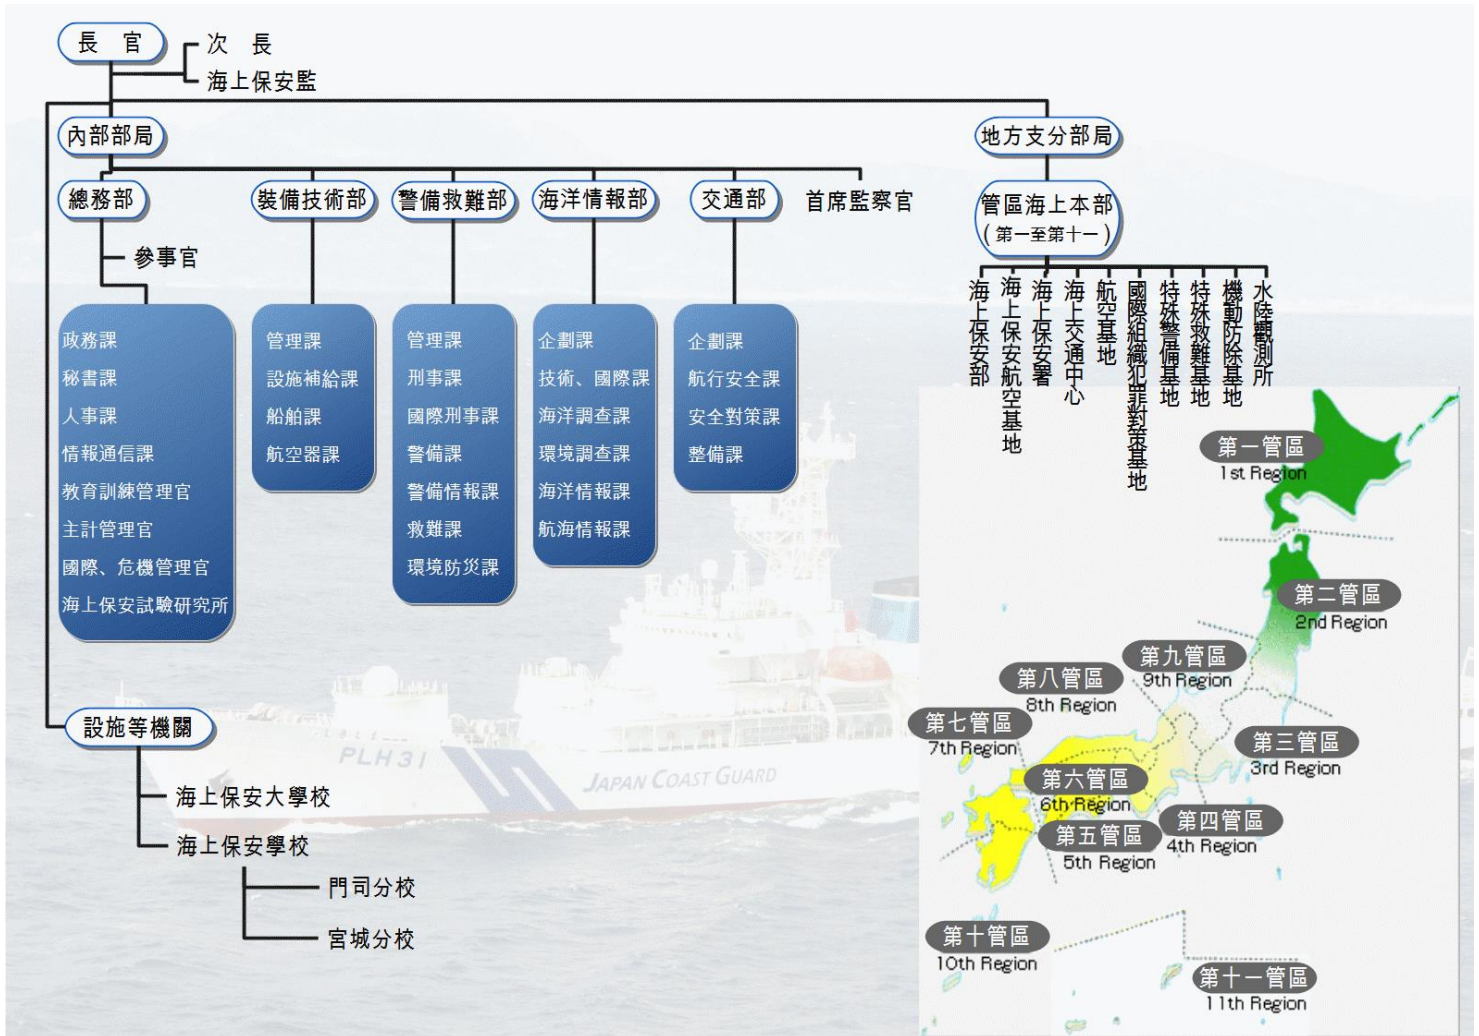 長 官
次 長
海上保安監
內部部局
地方支分部局
總務部
裝備技術部
警備救難部
海洋情報部
交通部
首席監察官
管區海上本部
(第一至第十一)
參事官
政務課
秘書課
人事課
情報通信課
教育訓練管理官
主計管理官
國際、危機管理官
海上保安試驗研究所
管理課
設施補給課
船舶課
航空器課
管理課
刑事課
國際刑事課
警備課
警備情報課
救難課
環境防災課
企劃課
技術、國際課
海洋調查課
環境調查課
海洋情報課
航海情報課
企劃課
航行安全課
安全對策課
整備課
海上保安部
海上保安航空基地
海上保安署
海上交通中心
航空基地
國際組織犯罪對策基地
特殊警備基地
特殊救難基地
機動防除基地
水陸觀測所
設施等機關
海上保安大學校
海上保安學校
門司分校
宮城分校
PLH31
JAPAN COAST GUARD
第一管區
1st Region
第二管區
2nd Region
第九管區
9th Region
第八管區
8th Region
第七管區
7th Region
第三管區
3rd Region
第六管區
6th Region
第四管區
4th Region
第五管區
5th Region
第十管區
10th Region
第十一管區
11th Region